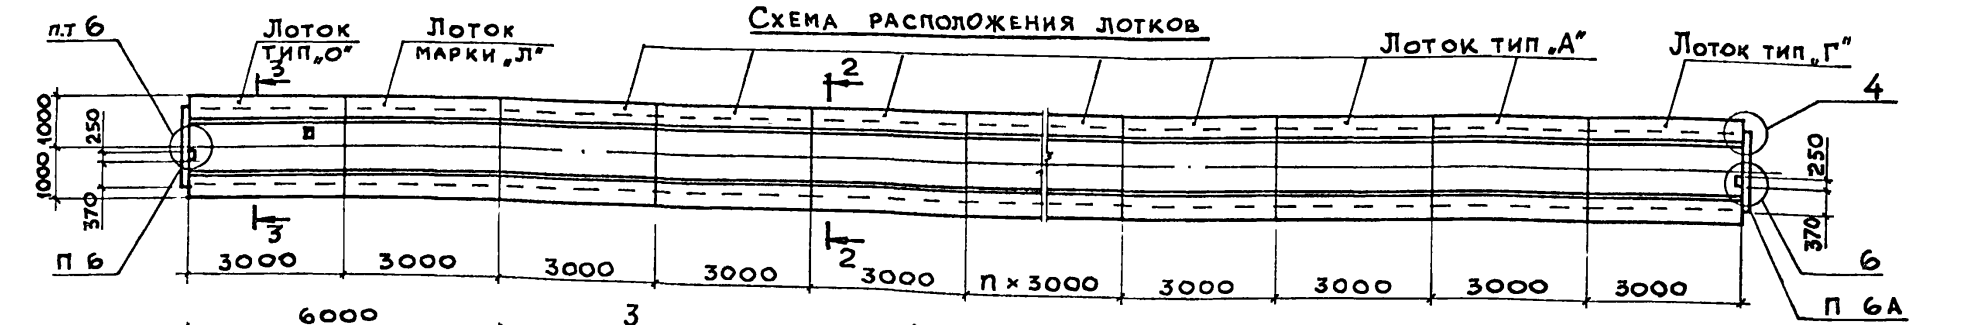 Схема расположения лотков
п.т 6
Лоток
тип „О“
Лоток
марки „Л“
Лоток тип „А“
Лоток тип „Г“
3
2
4
1000
250
1000
370
250
370
3
2
П 6
6
П 6А
3000
3000
3000
3000
3000
п × 3000
3000
3000
3000
3000
6000
3